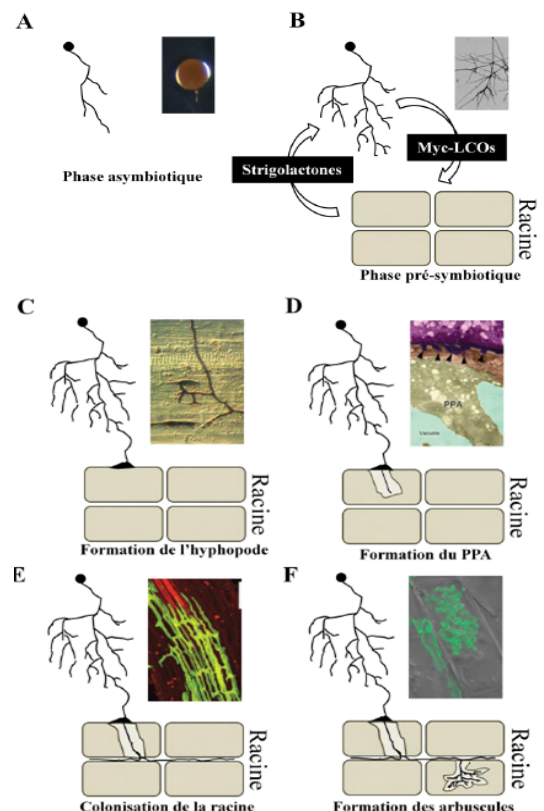 A
B
Myc-LCOs
Strigolactones
Phase asymbiotique
Racine
Phase pré-symbiotique
C
D
PPA
Vacuole
Racine
Racine
Formation de l'hyphopode
Formation du PPA
E
F
Racine
Racine
Colonisation de la racine
Formation des arbuscules